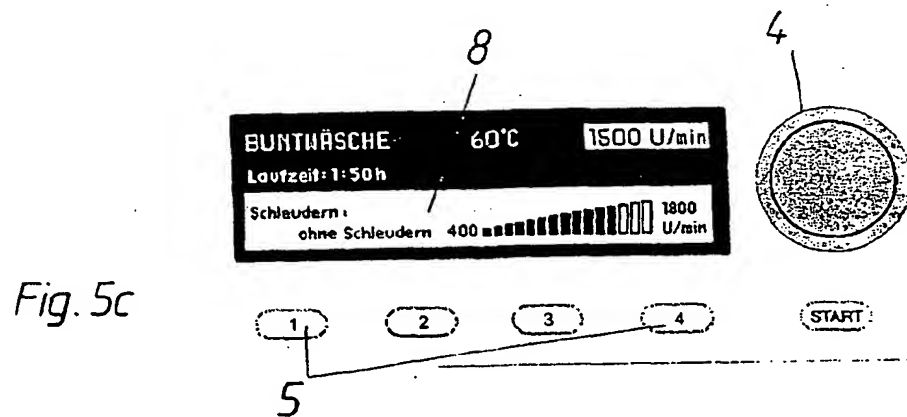 8
4
BUNTWÄSCHE 60°C 1500 U/min
Laufzeit: 1:50h
Schleudern:
ohne Schleudern 400 1800
U/min
Fig. 5c
1 2 3 4 START
5